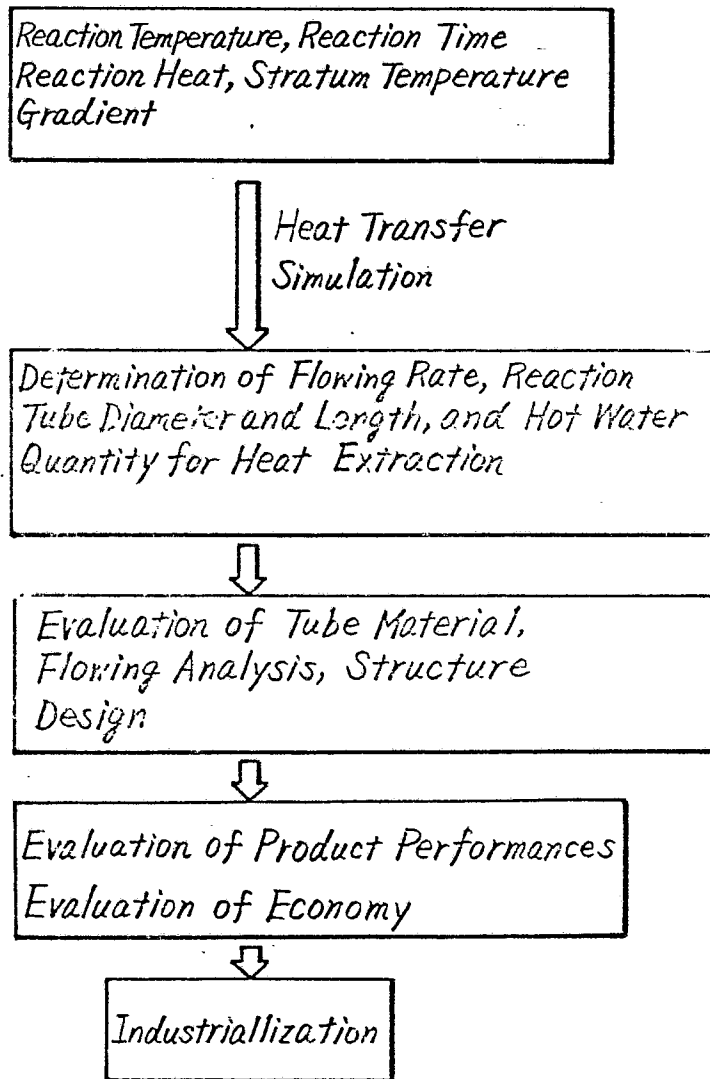 Reaction Temperature, Reaction Time
Reaction Heat, Stratum Temperature
Gradient
Heat Transfer
Simulation
Determination of Flowing Rate, Reaction
Tube Diameter and Length, and Hot Water
Quantity for Heat Extraction
Evaluation of Tube Material,
Flowing Analysis, Structure
Design
Evaluation of Product Performances
Evaluation of Economy
Industriallization